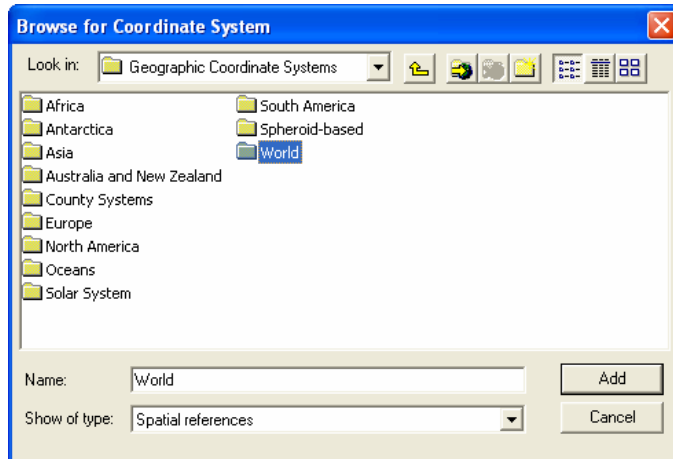 Browse for Coordinate System
Look in: Geographic Coordinate Systems
Africa
Antarctica
Asia
Australia and New Zealand
County Systems
Europe
North America
Oceans
Solar System
South America
Spheroid-based
World
Name: World
Add
Show of type: Spatial references
Cancel